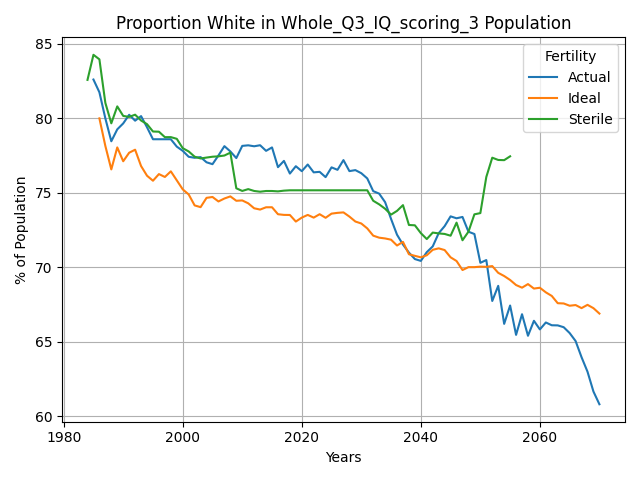 Proportion White in Whole_Q3_IQ_scoring_3 Population
Fertility
Actual
Ideal
Sterile
% of Population
85
80
75
70
65
60
1980
2000
2020
2040
2060
Years